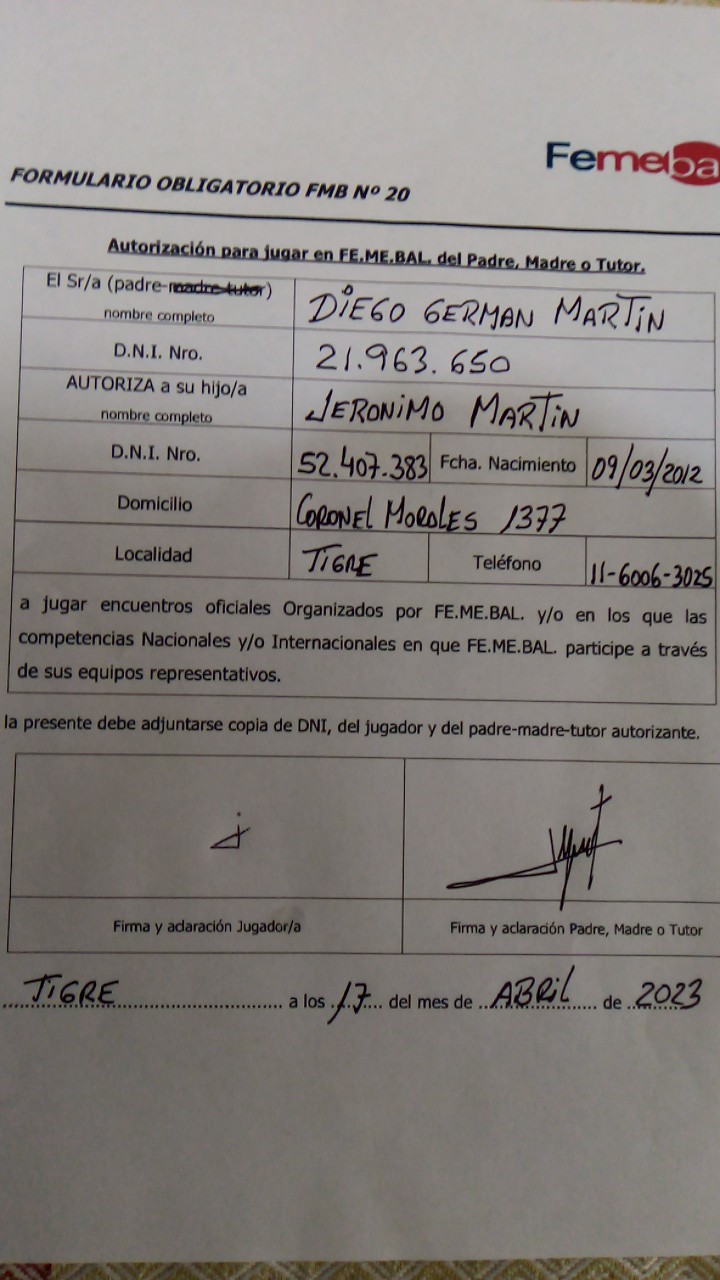 Femeba
FORMULARIO OBLIGATORIO FMB Nº 20
Autorización para jugar en FE.ME.BAL. del Padre, Madre o Tutor.
El Sr/a (padre-madre-tutor) DIEGO GERMAN MARTIN
nombre completo
D.N.I. Nro. 21.963.650
AUTORIZA a su hijo/a JERONIMO MARTIN
nombre completo
D.N.I. Nro. 52.407.383 Fcha. Nacimiento 09/03/2012
Domicilio CORONEL MORALES 1377
Localidad TIGRE Teléfono 11-6006-3025
a jugar encuentros oficiales Organizados por FE.ME.BAL. y/o en los que las
competencias Nacionales y/o Internacionales en que FE.ME.BAL. participe a través
de sus equipos representativos.
la presente debe adjuntarse copia de DNI, del jugador y del padre-madre-tutor autorizante.
Firma y aclaración Jugador/a Firma y aclaración Padre, Madre o Tutor
TIGRE a los 17 del mes de ABRIL de 2023